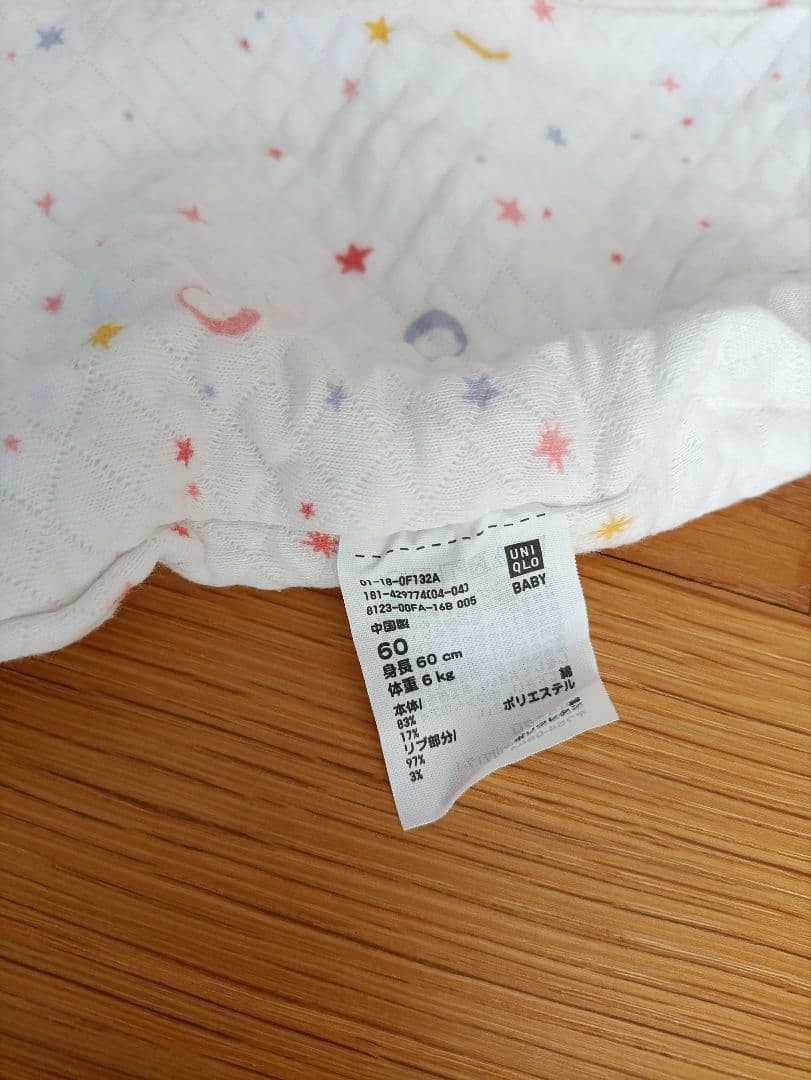 UNI
QLO
BABY
01-18-0F132A
181-429774(04-04)
8123-00FA-16B 005
中国製
60
身長 60 cm
体重 6 kg
本体/
83% 綿
17% ポリエステル
リブ部分/
97%
3%